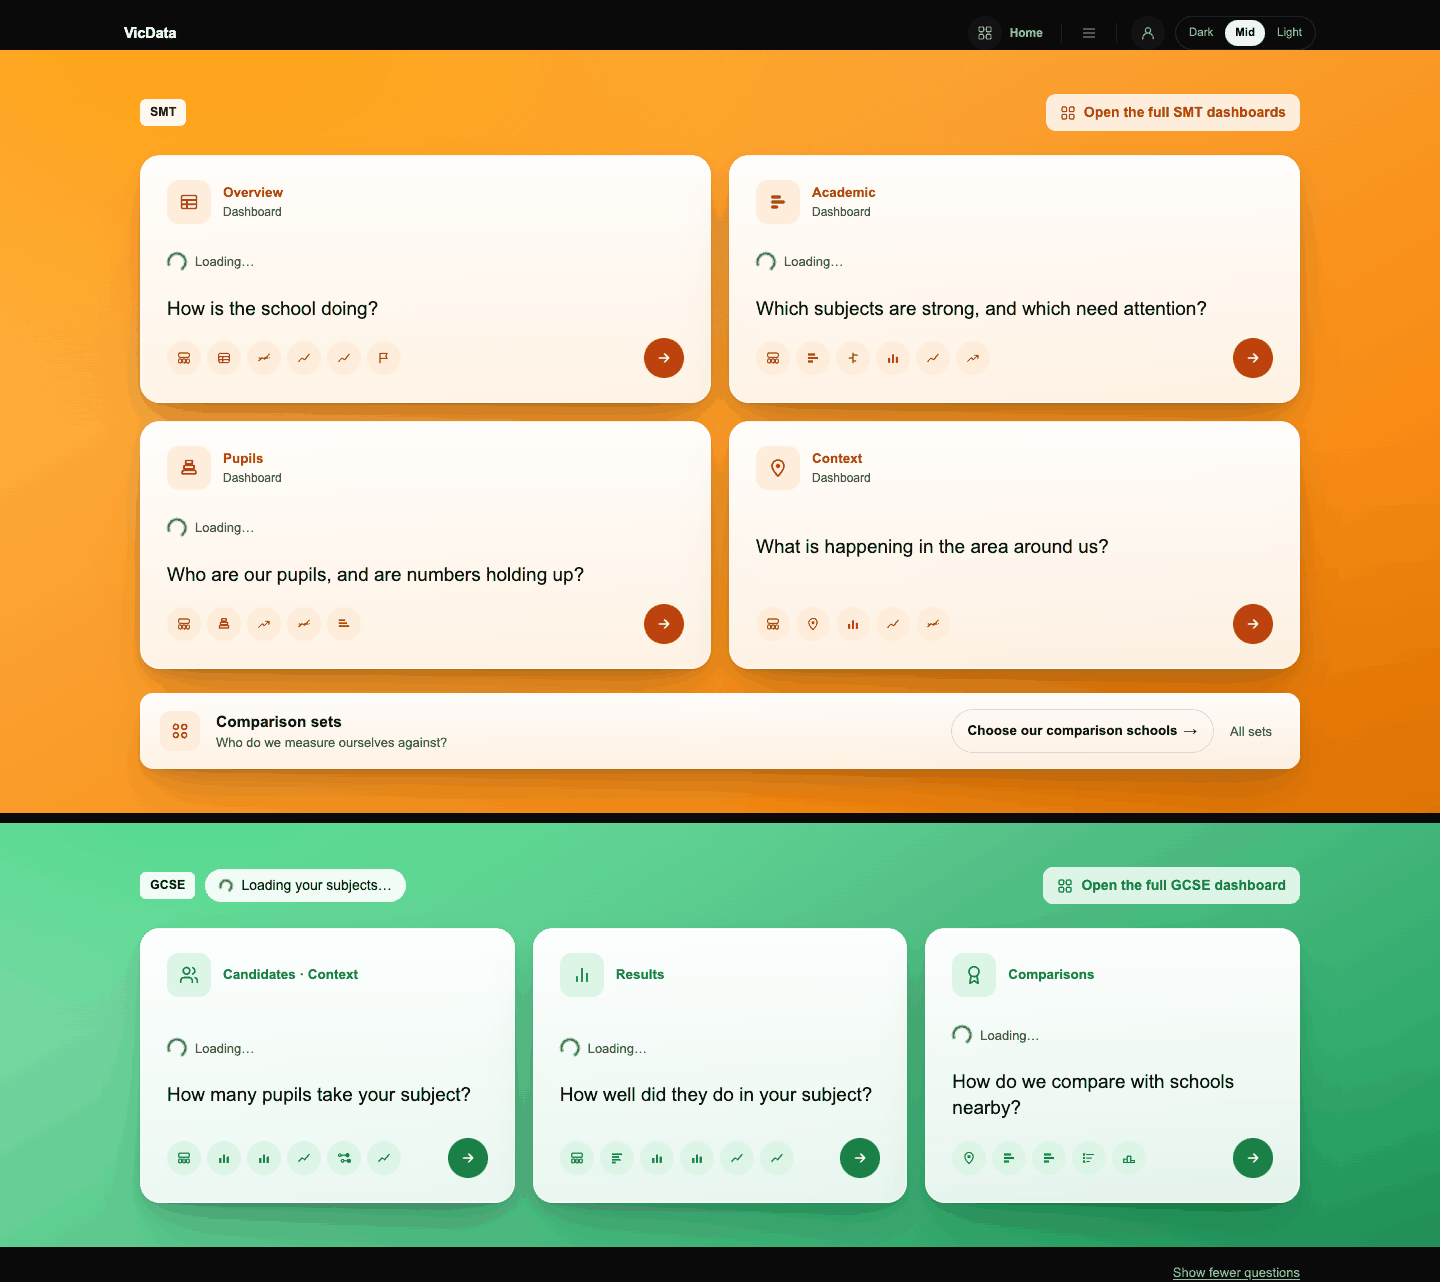 VicData
Home
Dark Mid Light
SMT
Open the full SMT dashboards
Overview
Dashboard
Loading...
How is the school doing?
Academic
Dashboard
Loading...
Which subjects are strong, and which need attention?
Pupils
Dashboard
Loading...
Who are our pupils, and are numbers holding up?
Context
Dashboard
What is happening in the area around us?
Comparison sets
Who do we measure ourselves against?
Choose our comparison schools →
All sets
GCSE
Loading your subjects...
Open the full GCSE dashboard
Candidates · Context
Loading...
How many pupils take your subject?
Results
Loading...
How well did they do in your subject?
Comparisons
Loading...
How do we compare with schools
nearby?
Show fewer questions